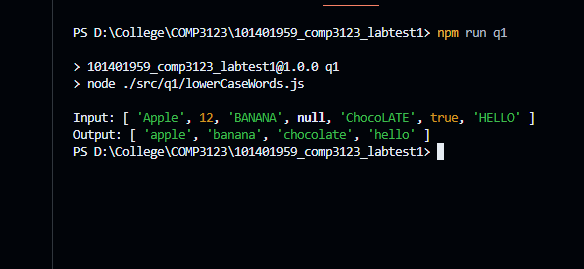 PS D:\College\COMP3123\101401959_comp3123_labtest1> npm run q1
> 101401959_comp3123_labtest1@1.0.0 q1
> node ./src/q1/lowerCaseWords.js
Input: [ 'Apple', 12, 'BANANA', null, 'ChocoLATE', true, 'HELLO' ]
Output: [ 'apple', 'banana', 'chocolate', 'hello' ]
PS D:\College\COMP3123\101401959_comp3123_labtest1>